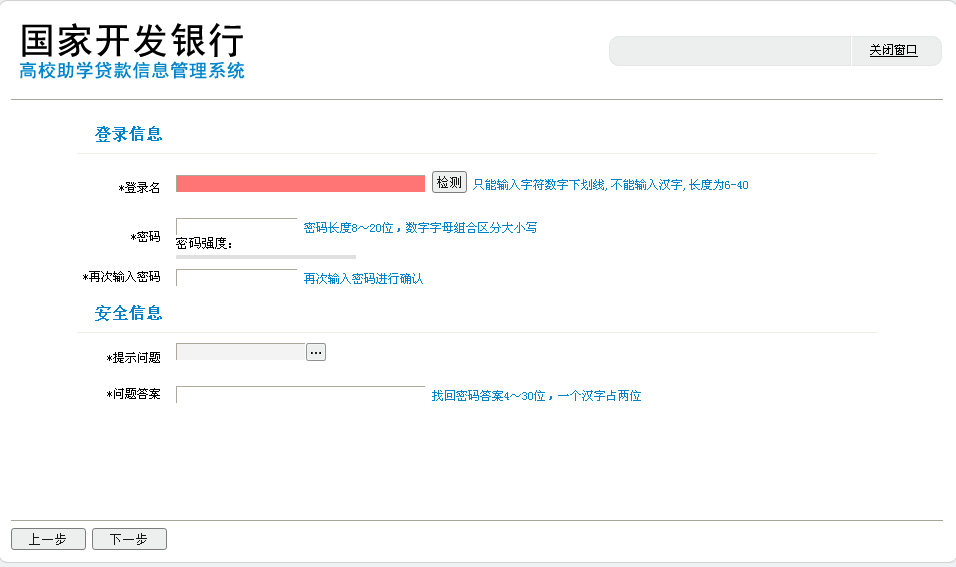 国家开发银行
高校助学贷款信息管理系统
关闭窗口
登录信息
*登录名 检测 只能输入字符数字下划线,不能输入汉字,长度为6-40
*密码 密码长度8～20位，数字字母组合区分大小写
密码强度：
*再次输入密码 再次输入密码进行确认
安全信息
*提示问题 ...
*问题答案 找回密码答案4～30位，一个汉字占两位
上一步 下一步